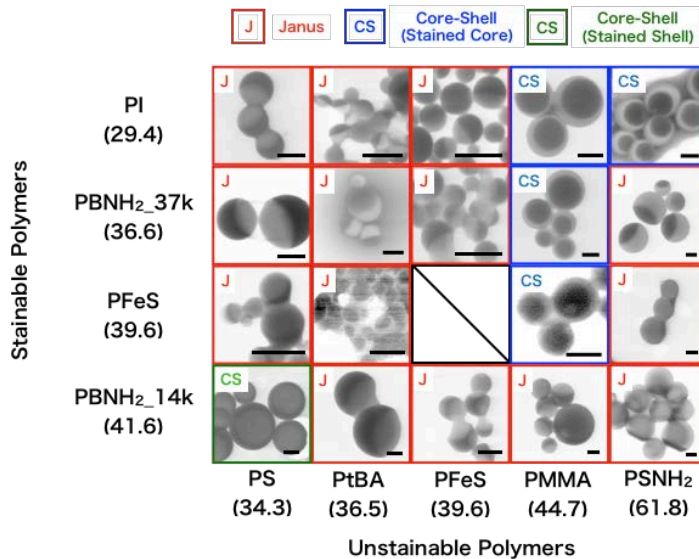 J Janus CS Core-Shell (Stained Core) CS Core-Shell (Stained Shell)
Stainable Polymers
PI
(29.4)
J J J CS CS
PBNH₂_37k
(36.6)
J J J CS J
PFeS
(39.6)
J J CS J
PBNH₂_14k
(41.6)
CS J J J J
PS PtBA PFeS PMMA PSNH₂
(34.3) (36.5) (39.6) (44.7) (61.8)
Unstainable Polymers